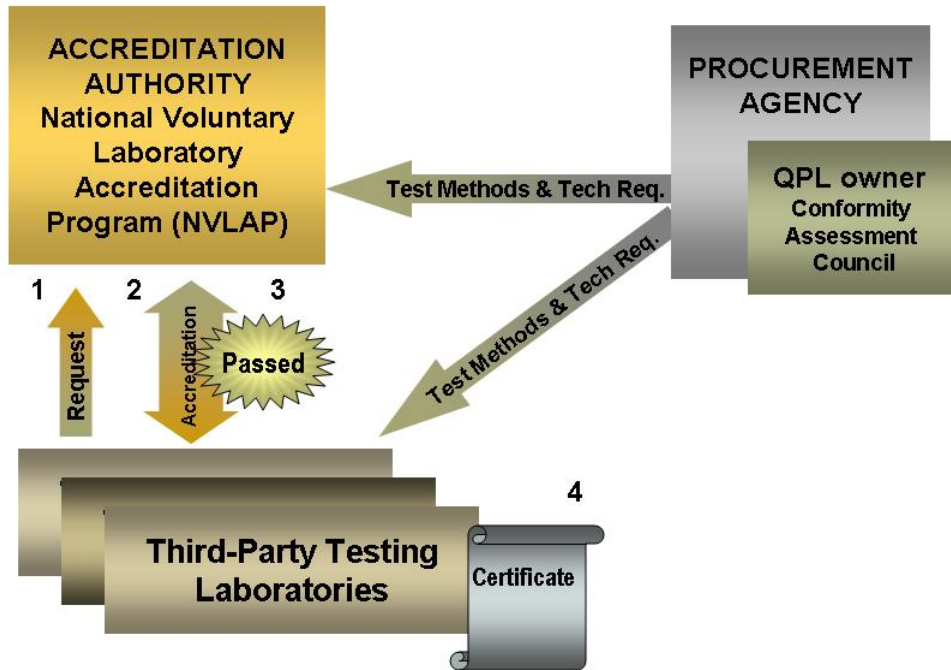 ACCREDITATION
AUTHORITY
National Voluntary
Laboratory
Accreditation
Program (NVLAP)
PROCUREMENT
AGENCY
QPL owner
Conformity
Assessment
Council
Test Methods & Tech Req.
Test Methods & Tech Req.
1
2
3
Request
Accreditation
Passed
4
Third-Party Testing
Laboratories
Certificate